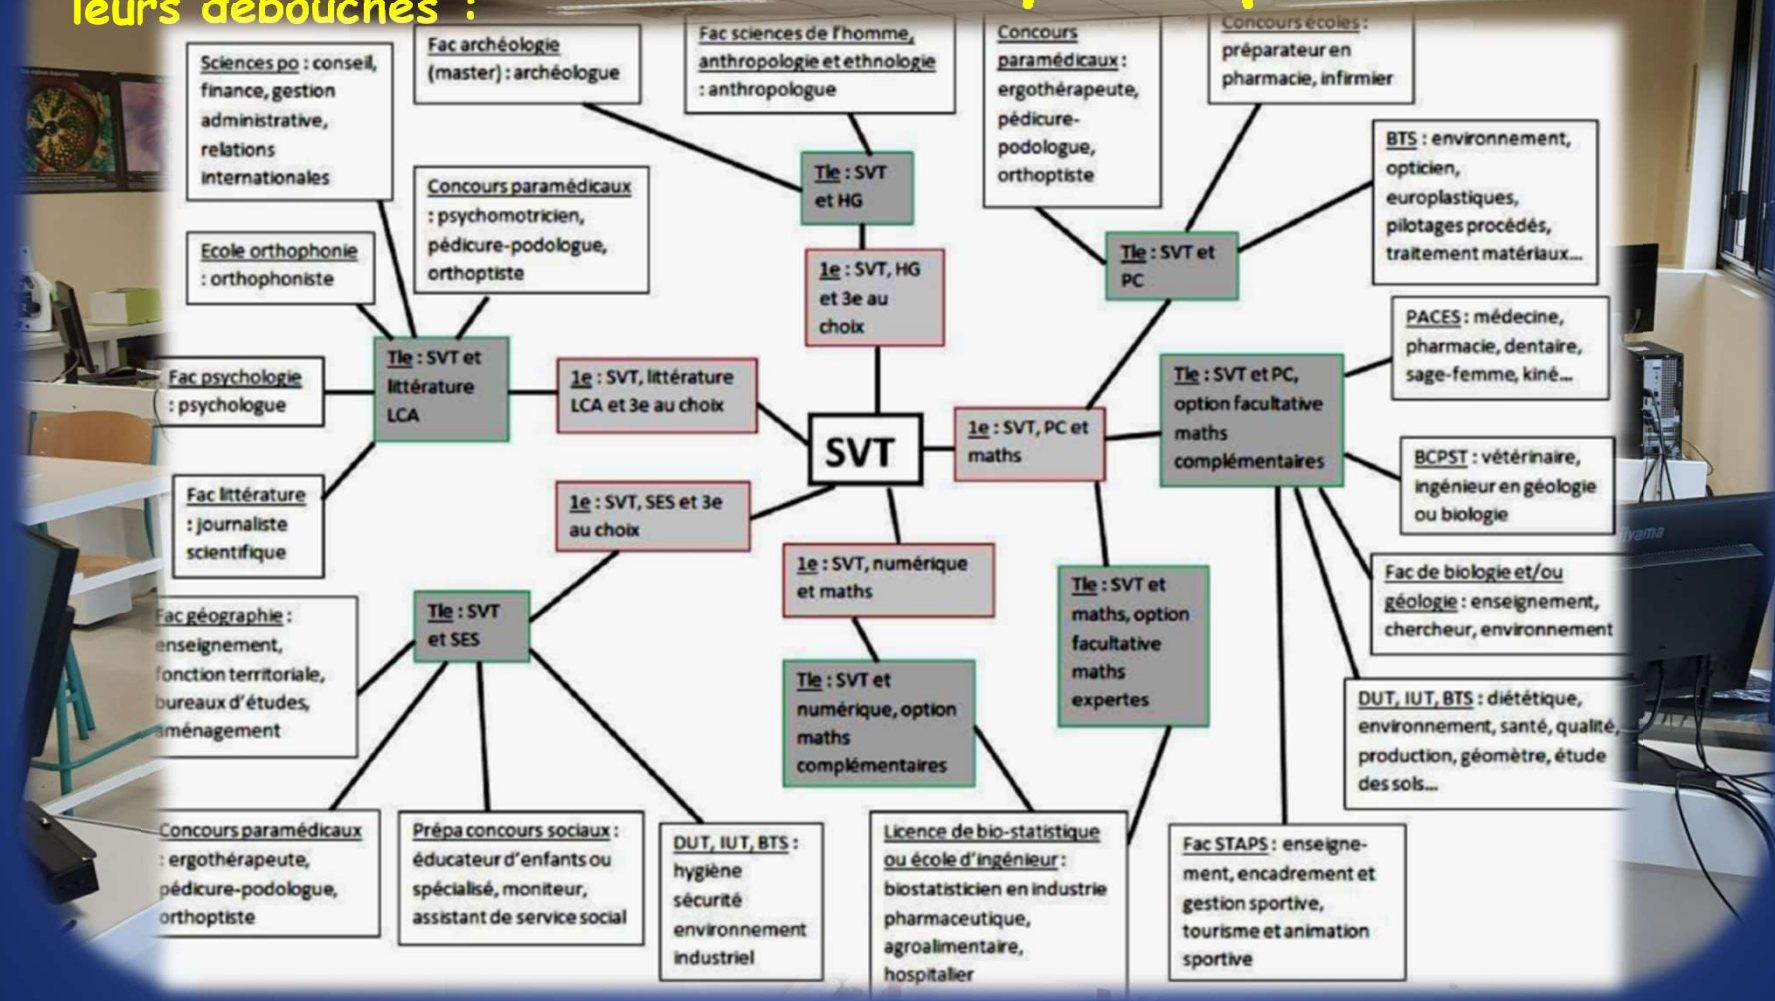 leurs débouchés :
Sciences po : conseil,
finance, gestion
administrative,
relations
internationales
Fac archéologie
(master) : archéologue
Fac sciences de l'homme,
anthropologie et ethnologie
: anthropologue
Concours
paramédicaux :
ergothérapeute,
pédicure-
podologue,
orthoptiste
Concours écoles :
préparateur en
pharmacie, infirmier
BTS : environnement,
opticien,
europlastiques,
pilotages procédés,
traitement matériaux...
Concours paramédicaux
: psychomotricien,
pédicure-podologue,
orthoptiste
Ecole orthophonie
: orthophoniste
Tle : SVT
et HG
1e : SVT, HG
et 3e au
choix
Tle : SVT et
PC
PACES : médecine,
pharmacie, dentaire,
sage-femme, kiné...
Fac psychologie
: psychologue
Tle : SVT et
littérature
LCA
1e : SVT, littérature
LCA et 3e au choix
SVT
1e : SVT, PC et
maths
Tle : SVT et PC,
option facultative
maths
complémentaires
BCPST : vétérinaire,
ingénieur en géologie
ou biologie
Fac littérature
: journaliste
scientifique
1e : SVT, SES et 3e
au choix
1e : SVT, numérique
et maths
Tle : SVT et
maths, option
facultative
maths
expertes
Fac de biologie et/ou
géologie : enseignement,
chercheur, environnement
Fac géographie :
enseignement,
fonction territoriale,
bureaux d'études,
aménagement
Tle : SVT
et SES
Tle : SVT et
numérique, option
maths
complémentaires
DUT, IUT, BTS : diététique,
environnement, santé, qualité,
production, géomètre, étude
des sols...
Concours paramédicaux
: ergothérapeute,
pédicure-podologue,
orthoptiste
Prépa concours sociaux :
éducateur d'enfants ou
spécialisé, moniteur,
assistant de service social
DUT, IUT, BTS :
hygiène
sécurité
environnement
industriel
Licence de bio-statistique
ou école d'ingénieur :
biostatisticien en industrie
pharmaceutique,
agroalimentaire,
hospitalier
Fac STAPS : enseigne-
ment, encadrement et
gestion sportive,
tourisme et animation
sportive